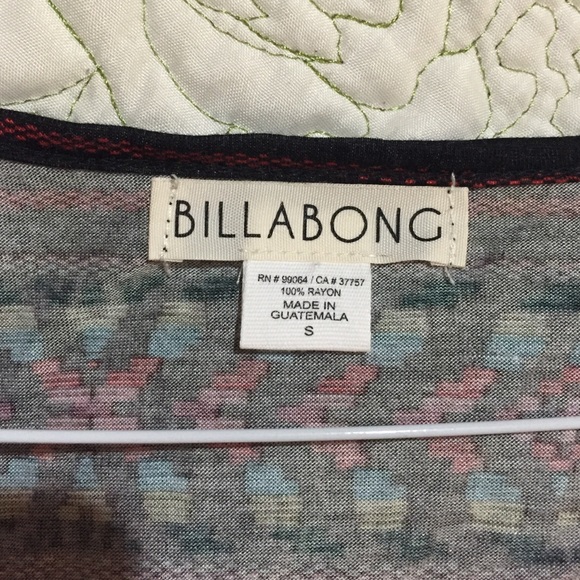 BILLABONG
RN # 99064 / CA # 37757
100% RAYON
MADE IN
GUATEMALA
S